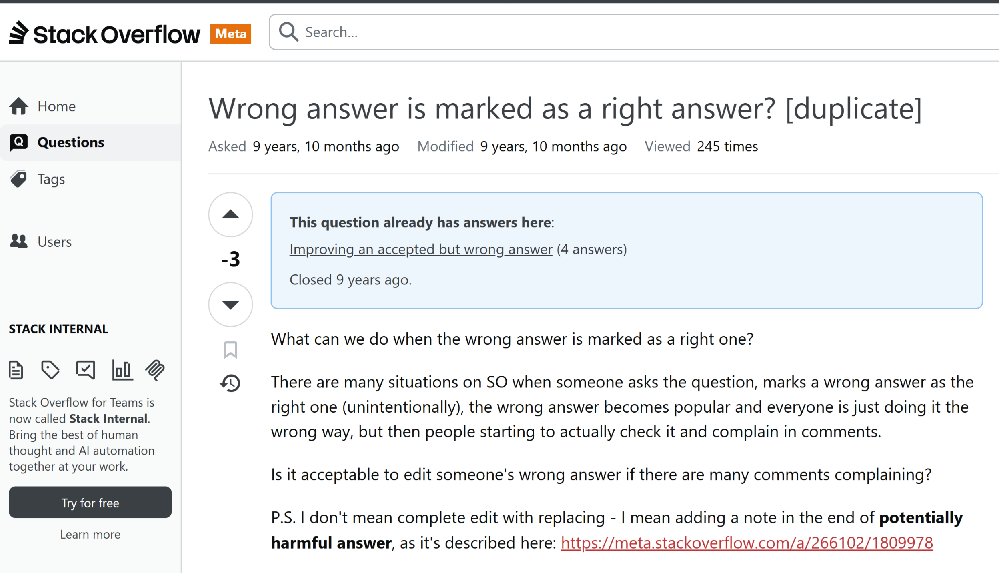 Stack Overflow Meta
Search...
Home
Questions
Tags
Users
STACK INTERNAL
Stack Overflow for Teams is
now called Stack Internal.
Bring the best of human
thought and AI automation
together at your work.
Try for free
Learn more
Wrong answer is marked as a right answer? [duplicate]
Asked 9 years, 10 months ago Modified 9 years, 10 months ago Viewed 245 times
-3
This question already has answers here:
Improving an accepted but wrong answer (4 answers)
Closed 9 years ago.
What can we do when the wrong answer is marked as a right one?
There are many situations on SO when someone asks the question, marks a wrong answer as the
right one (unintentionally), the wrong answer becomes popular and everyone is just doing it the
wrong way, but then people starting to actually check it and complain in comments.
Is it acceptable to edit someone's wrong answer if there are many comments complaining?
P.S. I don't mean complete edit with replacing - I mean adding a note in the end of potentially
harmful answer, as it's described here: https://meta.stackoverflow.com/a/266102/1809978